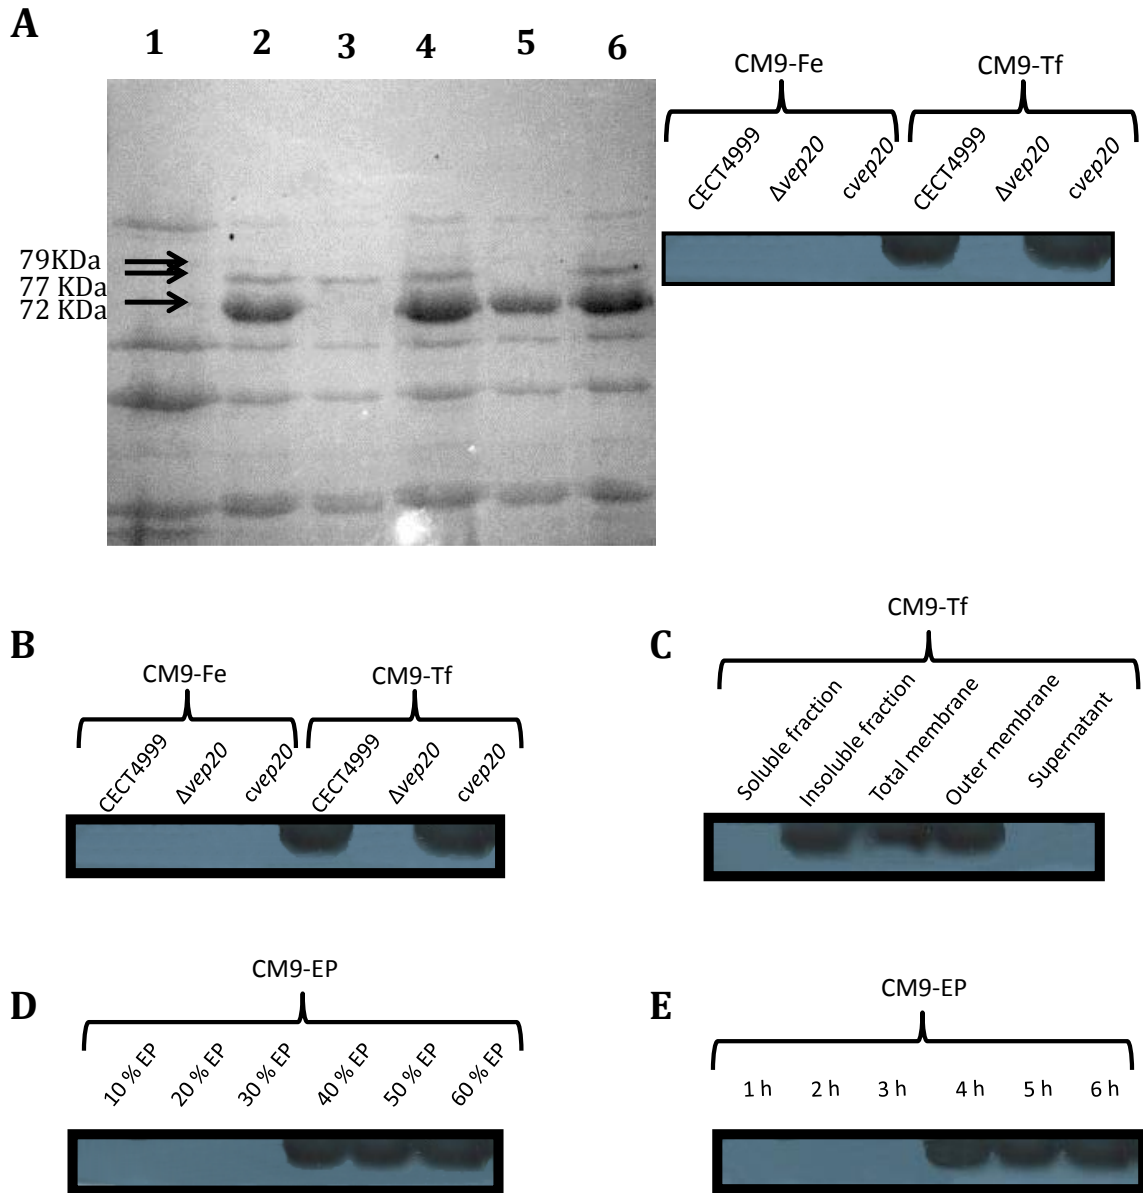 A
1 2 3 4 5 6
79KDa
77 KDa
72 KDa
CM9-Fe CM9-Tf
CECT4999 Δvep20 cvep20 CECT4999 Δvep20 cvep20
B
CM9-Fe CM9-Tf
CECT4999 Δvep20 cvep20 CECT4999 Δvep20 cvep20
C
CM9-Tf
Soluble fraction Insoluble fraction Total membrane Outer membrane Supernatant
D
CM9-EP
10 % EP 20 % EP 30 % EP 40 % EP 50 % EP 60 % EP
E
CM9-EP
1 h 2 h 3 h 4 h 5 h 6 h